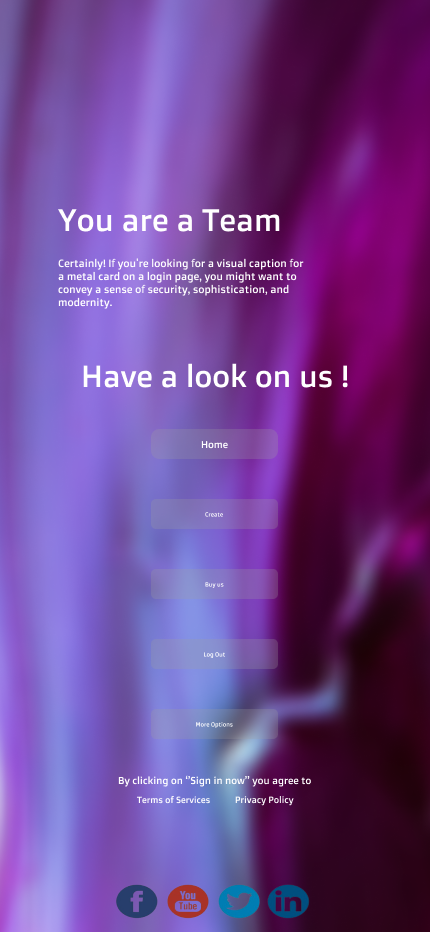 You are a Team
Certainly! If you're looking for a visual caption for
a metal card on a login page, you might want to
convey a sense of security, sophistication, and
modernity.
Have a look on us !
Home
Create
Buy us
Log Out
More Options
By clicking on "Sign in now" you agree to
Terms of Services Privacy Policy
f You Tube in